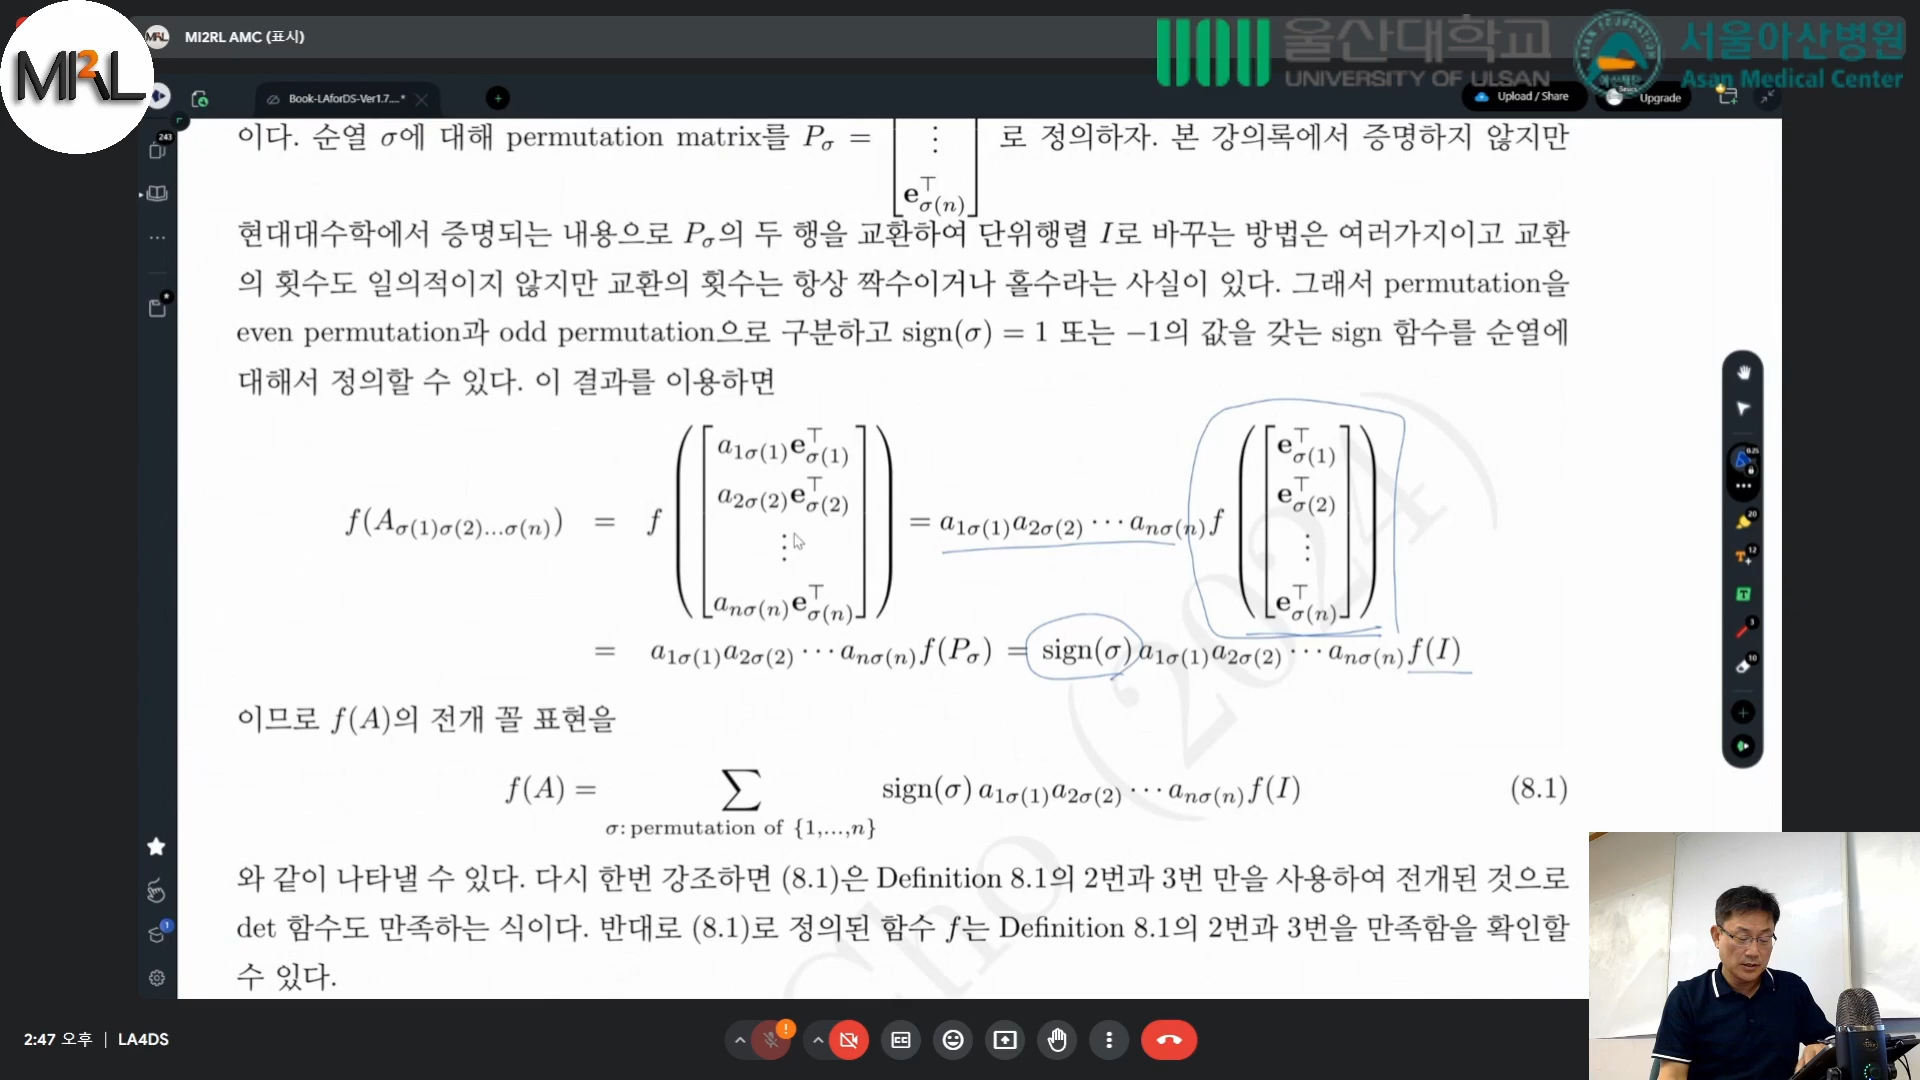 MI2RL
MI2RL AMC (표시)
울산대학교
UNIVERSITY OF ULSAN
서울아산병원
Asan Medical Center
Book-LAforDS-Ver1.7....*
Upload / Share
Upgrade
이다. 순열 σ에 대해 permutation matrix를 P_σ = [ ⋮ e^⊤_σ(n) ] 로 정의하자. 본 강의록에서 증명하지 않지만
현대대수학에서 증명되는 내용으로 P_σ의 두 행을 교환하여 단위행렬 I로 바꾸는 방법은 여러가지이고 교환
의 횟수도 일의적이지 않지만 교환의 횟수는 항상 짝수이거나 홀수라는 사실이 있다. 그래서 permutation을
even permutation과 odd permutation으로 구분하고 sign(σ) = 1 또는 −1의 값을 갖는 sign 함수를 순열에
대해서 정의할 수 있다. 이 결과를 이용하면
f(A_σ(1)σ(2)...σ(n)) = f([ a_1σ(1)e^⊤_σ(1) a_2σ(2)e^⊤_σ(2) ⋮ a_nσ(n)e^⊤_σ(n) ]) = a_1σ(1)a_2σ(2) ⋯ a_nσ(n) f([ e^⊤_σ(1) e^⊤_σ(2) ⋮ e^⊤_σ(n) ])
= a_1σ(1)a_2σ(2) ⋯ a_nσ(n) f(P_σ) = sign(σ) a_1σ(1)a_2σ(2) ⋯ a_nσ(n) f(I)
이므로 f(A)의 전개 꼴 표현을
f(A) = ∑ sign(σ) a_1σ(1)a_2σ(2) ⋯ a_nσ(n) f(I) (8.1)
σ: permutation of {1,...,n}
와 같이 나타낼 수 있다. 다시 한번 강조하면 (8.1)은 Definition 8.1의 2번과 3번 만을 사용하여 전개된 것으로
det 함수도 만족하는 식이다. 반대로 (8.1)로 정의된 함수 f는 Definition 8.1의 2번과 3번을 만족함을 확인할
수 있다.
Cho (2024)
2:47 오후 | LA4DS